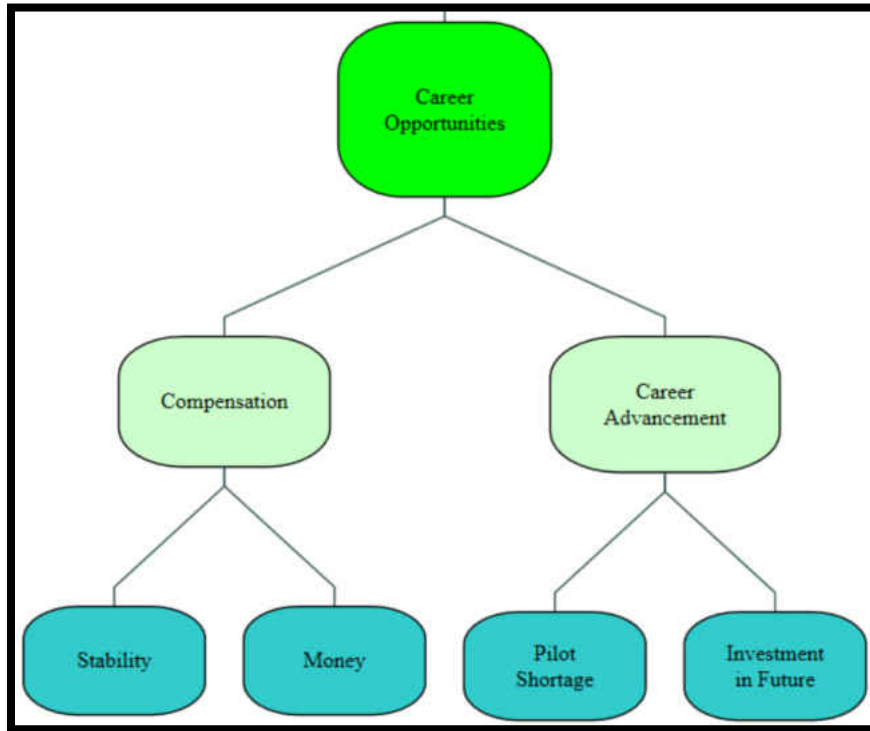 Career
Opportunities
Compensation
Career
Advancement
Stability
Money
Pilot
Shortage
Investment
in Future